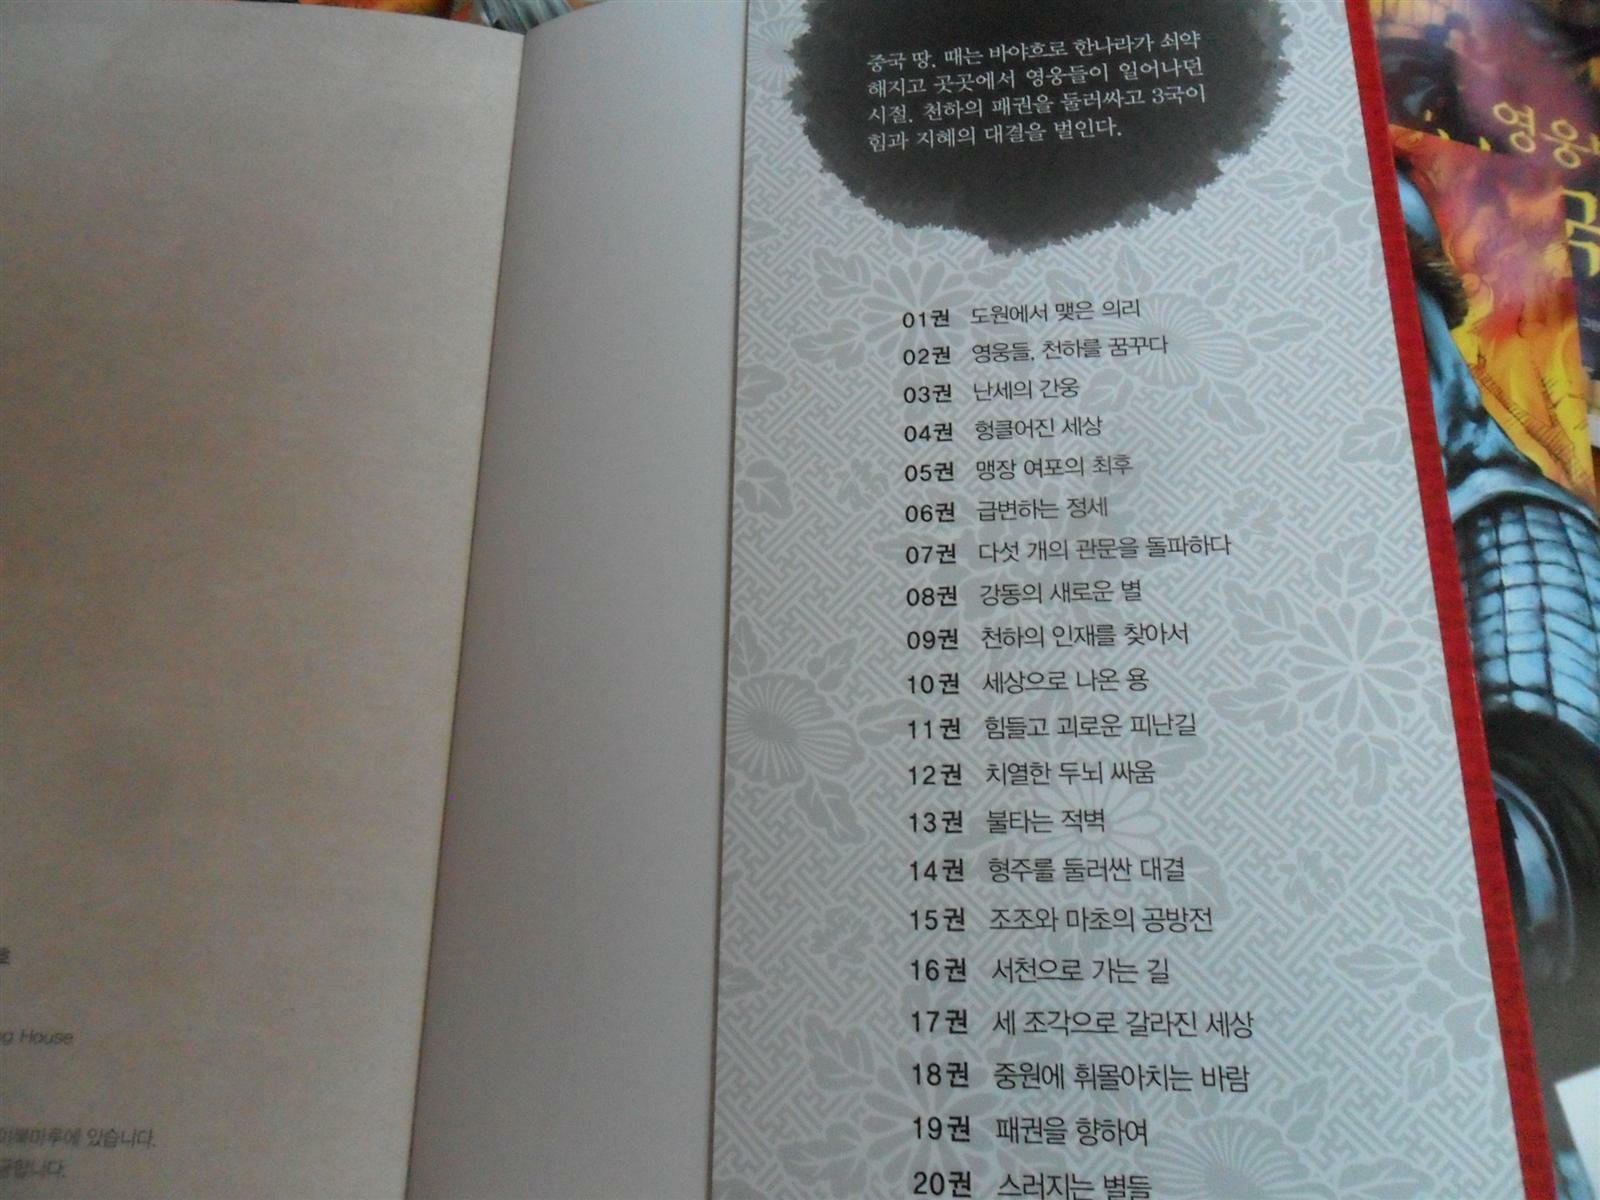 중국 땅. 때는 바야흐로 한나라가 쇠약
해지고 곳곳에서 영웅들이 일어나던
시절. 천하의 패권을 둘러싸고 3국이
힘과 지혜의 대결을 벌인다.
01권 도원에서 맺은 의리
02권 영웅들, 천하를 꿈꾸다
03권 난세의 간웅
04권 헝클어진 세상
05권 맹장 여포의 최후
06권 급변하는 정세
07권 다섯 개의 관문을 돌파하다
08권 강동의 새로운 별
09권 천하의 인재를 찾아서
10권 세상으로 나온 용
11권 힘들고 괴로운 피난길
12권 치열한 두뇌 싸움
13권 불타는 적벽
14권 형주를 둘러싼 대결
15권 조조와 마초의 공방전
16권 서천으로 가는 길
17권 세 조각으로 갈라진 세상
18권 중원에 휘몰아치는 바람
19권 패권을 향하여
20권 스러지는 별들
호
House
있습니다.
영웅